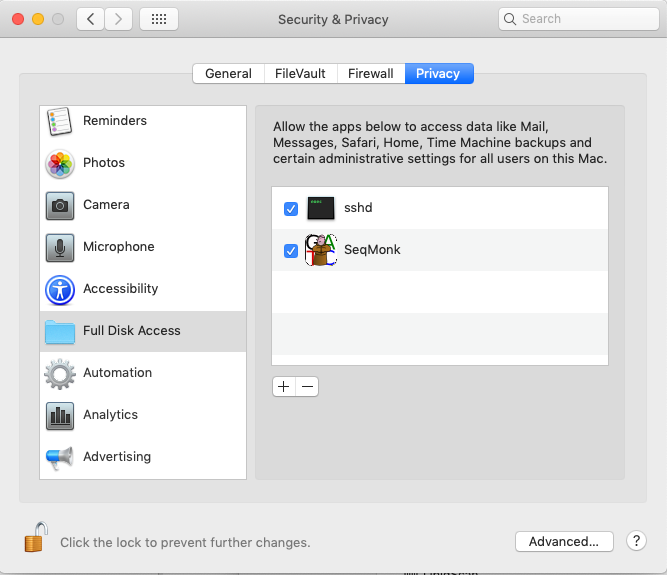 Security & Privacy
Search
General
FileVault
Firewall
Privacy
Reminders
Photos
Camera
Microphone
Accessibility
Full Disk Access
Automation
Analytics
Advertising
Allow the apps below to access data like Mail,
Messages, Safari, Home, Time Machine backups and
certain administrative settings for all users on this Mac.
sshd
SeqMonk
Click the lock to prevent further changes.
Advanced...
?